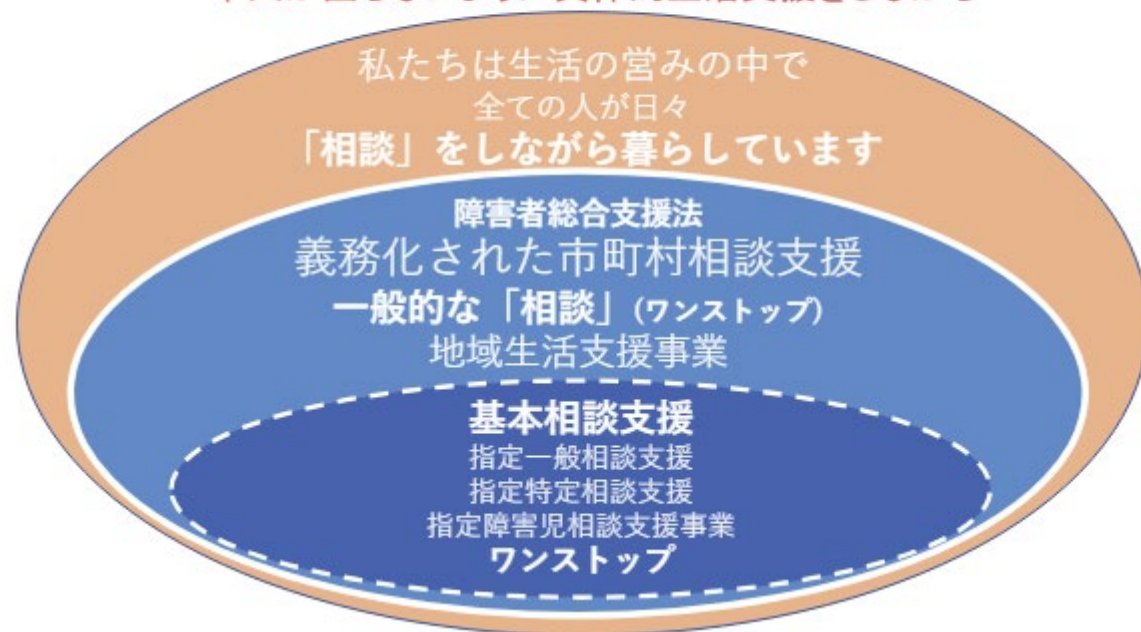 私たちは生活の営みの中で
全ての人が日々
「相談」をしながら暮らしています
障害者総合支援法
義務化された市町村相談支援
一般的な「相談」(ワンストップ)
地域生活支援事業
基本相談支援
指定一般相談支援
指定特定相談支援
指定障害児相談支援事業
ワンストップ